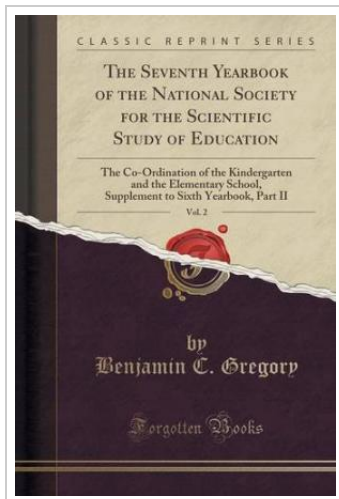 CLASSIC REPRINT SERIES
THE SEVENTH YEARBOOK
OF THE NATIONAL SOCIETY
FOR THE SCIENTIFIC
STUDY OF EDUCATION
The Co-Ordination of the Kindergarten
and the Elementary School,
Supplement to Sixth Yearbook, Part II
Vol. 2
F
by
Benjamin C. Gregory
Forgotten Books